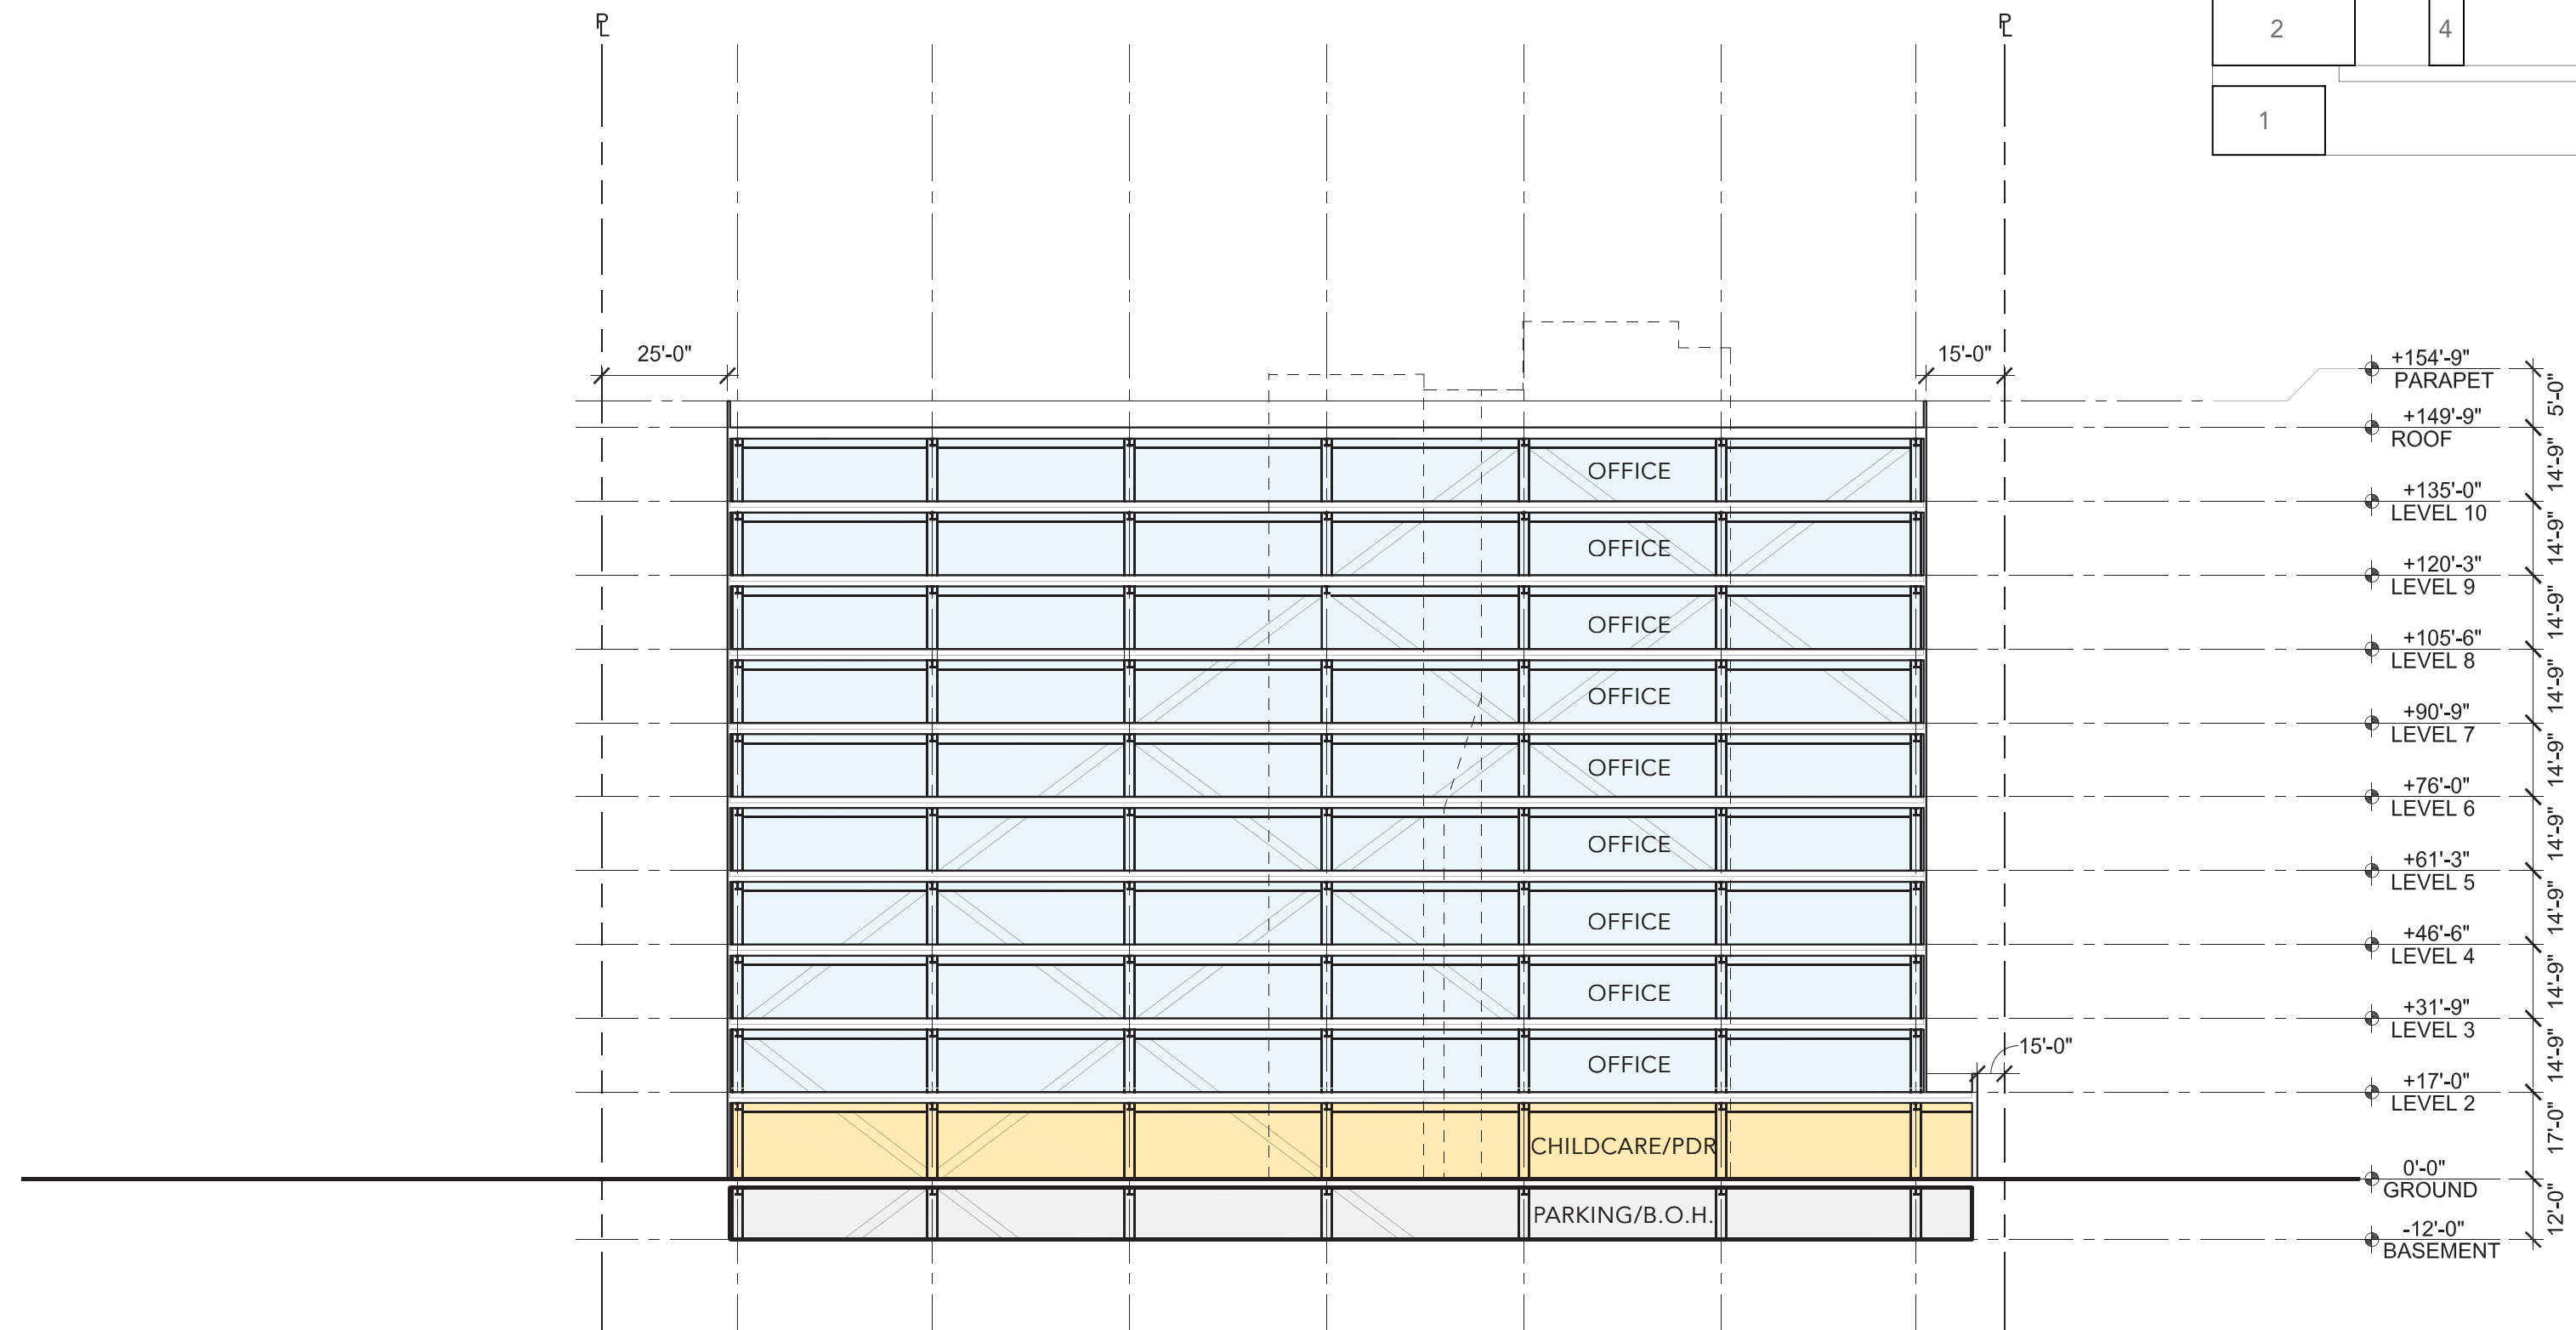 PL
PL
2
4
1
25'-0"
15'-0"
+154'-9"
PARAPET
5'-0"
+149'-9"
ROOF
14'-9"
OFFICE
+135'-0"
LEVEL 10
14'-9"
OFFICE
+120'-3"
LEVEL 9
14'-9"
OFFICE
+105'-6"
LEVEL 8
14'-9"
OFFICE
+90'-9"
LEVEL 7
14'-9"
OFFICE
+76'-0"
LEVEL 6
14'-9"
OFFICE
+61'-3"
LEVEL 5
14'-9"
OFFICE
+46'-6"
LEVEL 4
14'-9"
OFFICE
+31'-9"
LEVEL 3
14'-9"
OFFICE
15'-0"
+17'-0"
LEVEL 2
17'-0"
CHILDCARE/PDR
0'-0"
GROUND
12'-0"
PARKING/B.O.H.
-12'-0"
BASEMENT